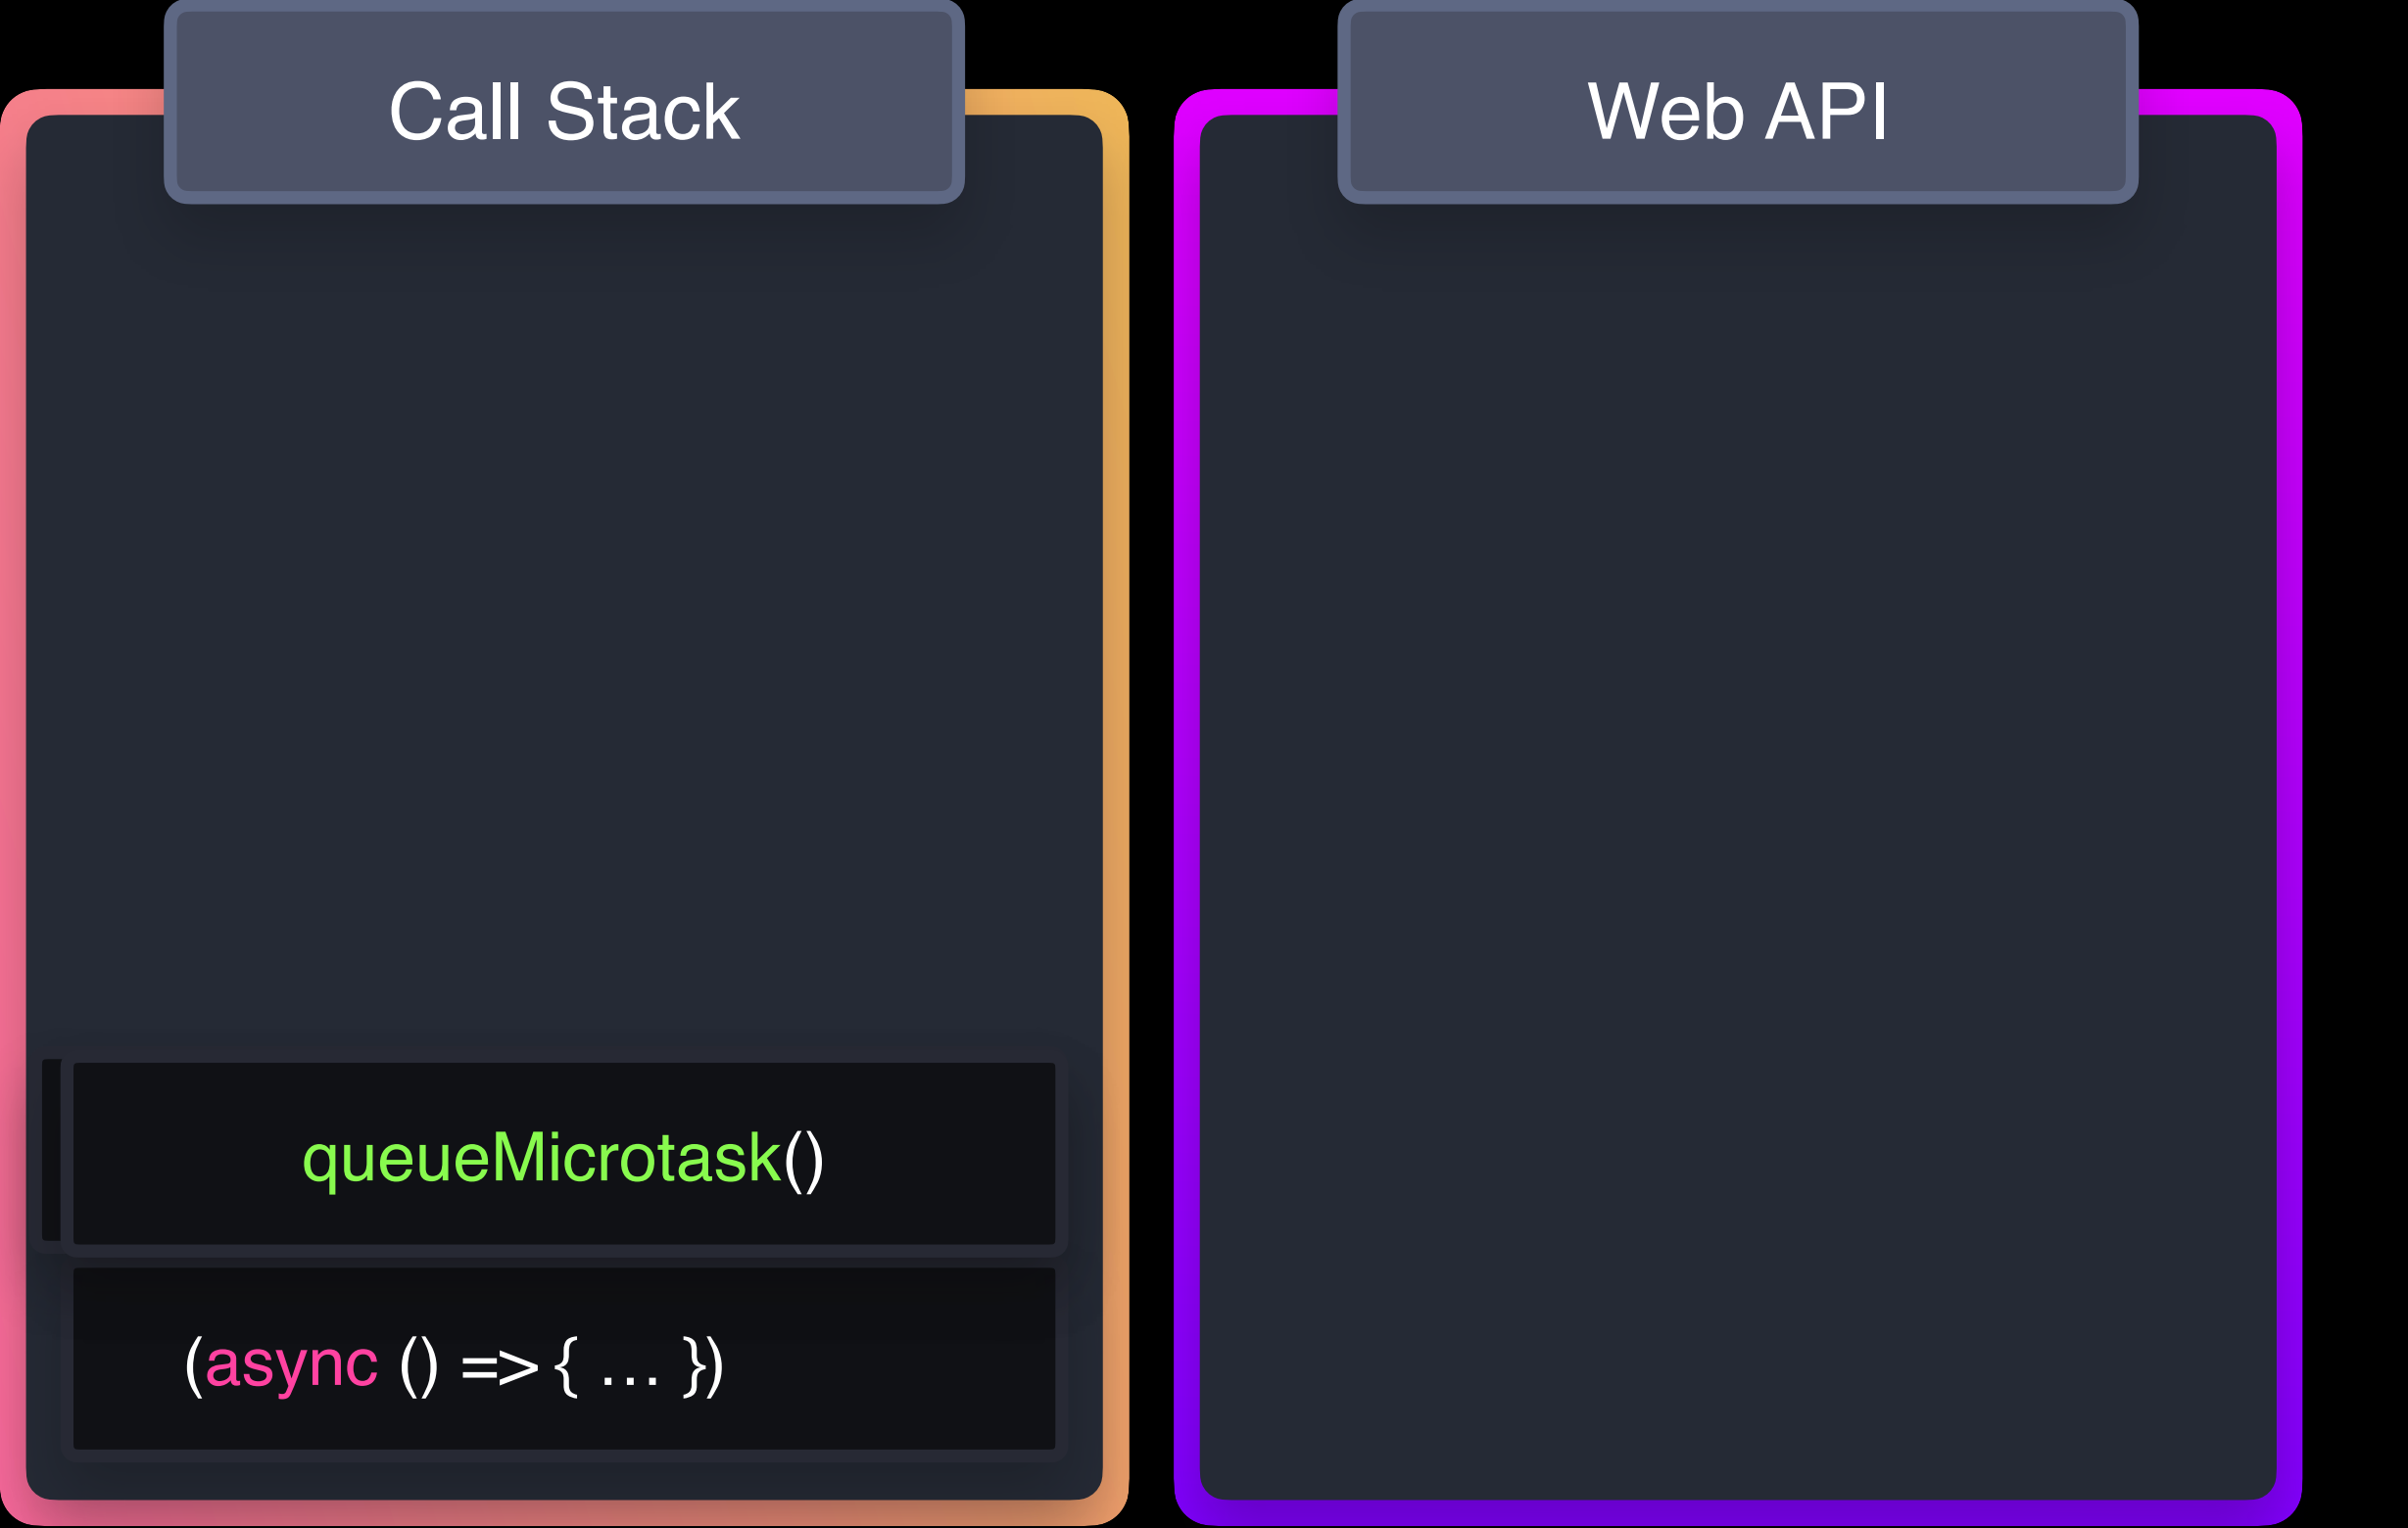 Call Stack
Web API
queueMicrotask()
(async () => { ... })